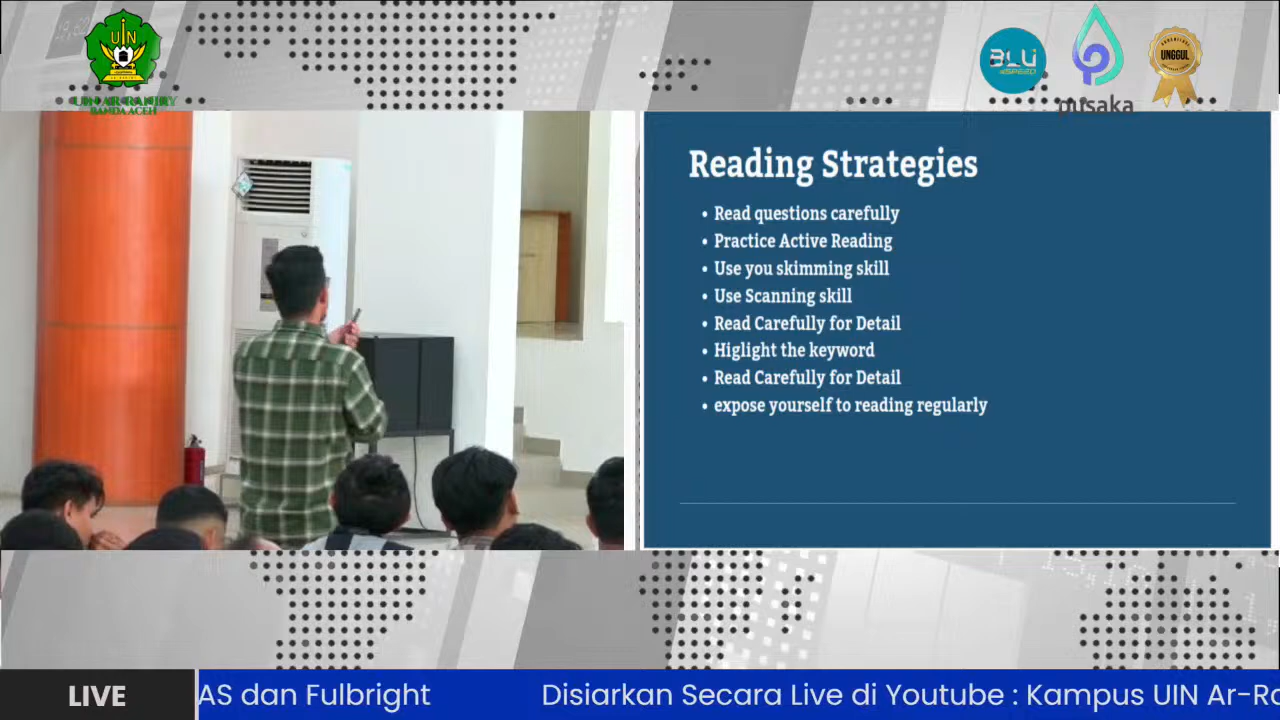 UIN
UIN AR-RANIRY
BANDA ACEH
BLU
SPEED
pusaka
UNGGUL
Reading Strategies
• Read questions carefully
• Practice Active Reading
• Use you skimming skill
• Use Scanning skill
• Read Carefully for Detail
• Higlight the keyword
• Read Carefully for Detail
• expose yourself to reading regularly
LIVE
AS dan Fulbright
Disiarkan Secara Live di Youtube : Kampus UIN Ar-Ra